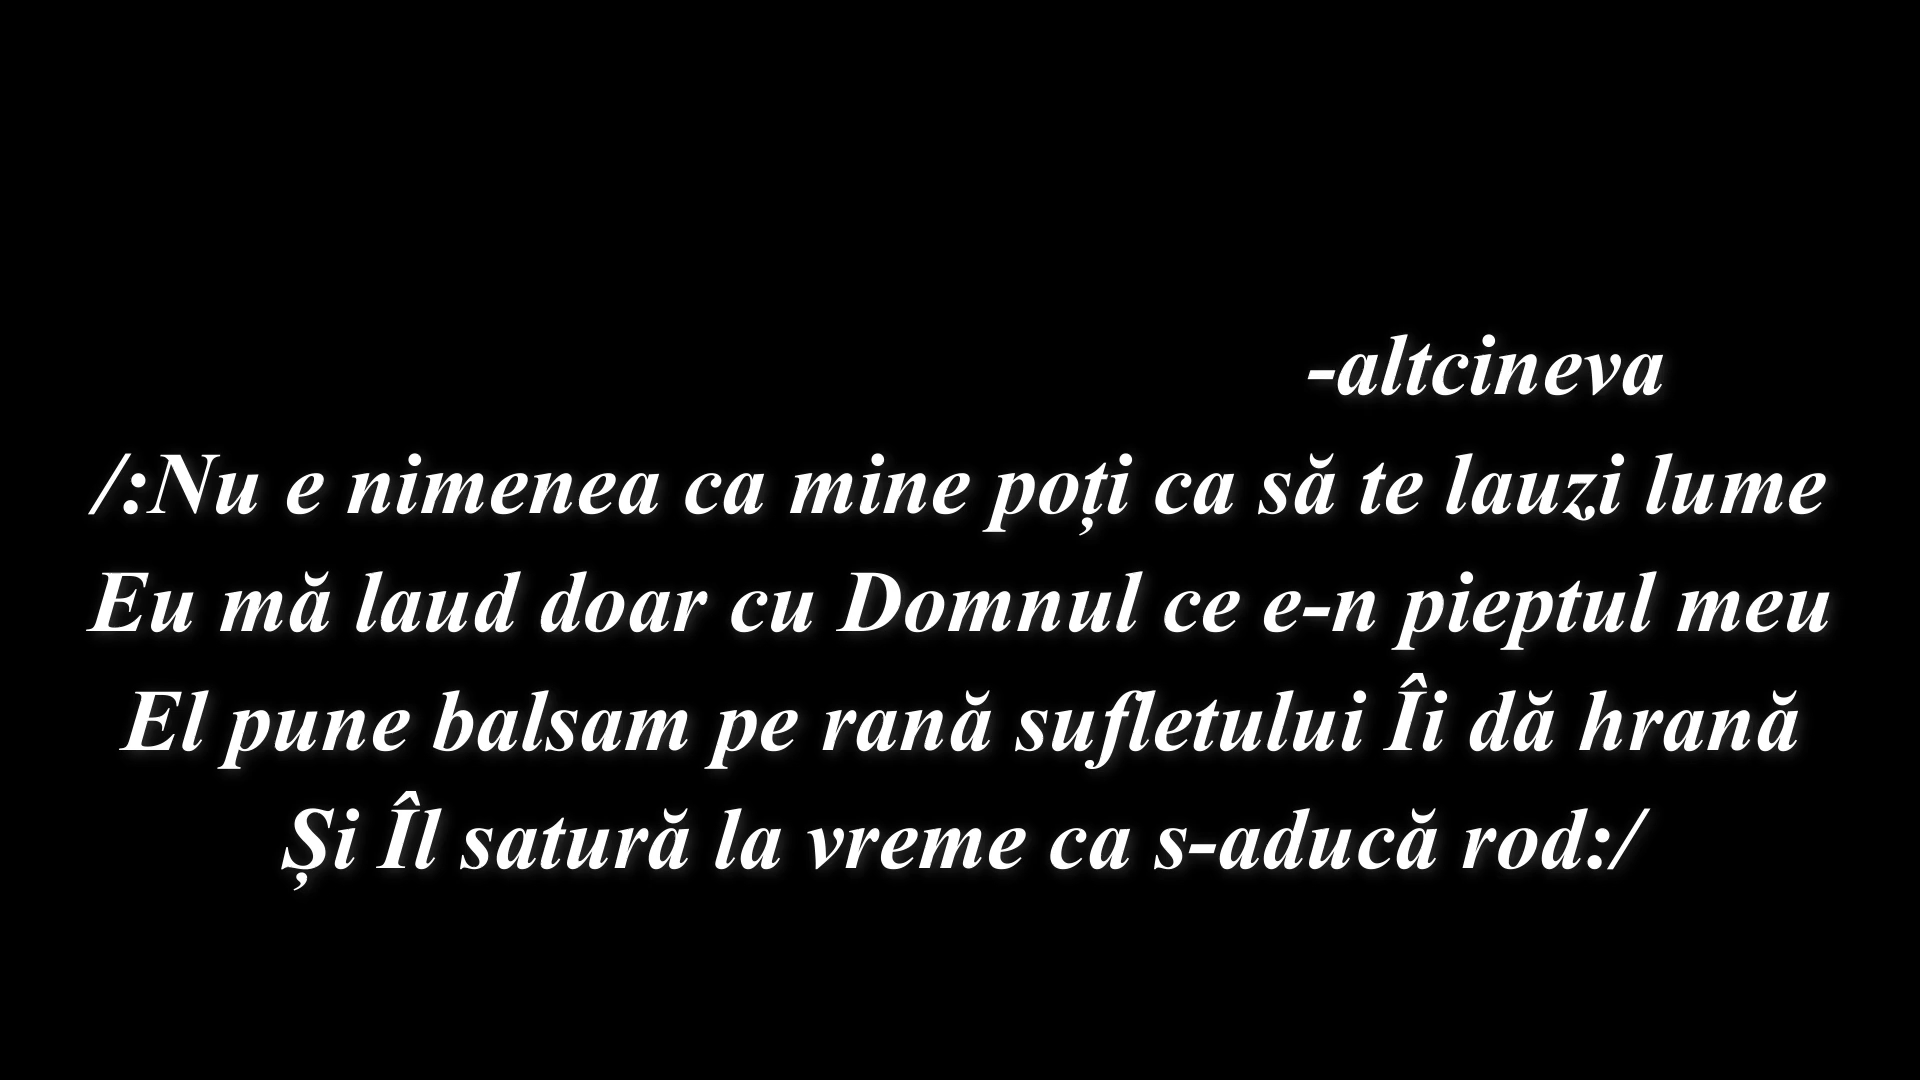 -altcineva
/:Nu e nimenea ca mine poți ca să te lauzi lume
Eu mă laud doar cu Domnul ce e-n pieptul meu
El pune balsam pe rană sufletului Îi dă hrană
Și Îl satură la vreme ca s-aducă rod:/